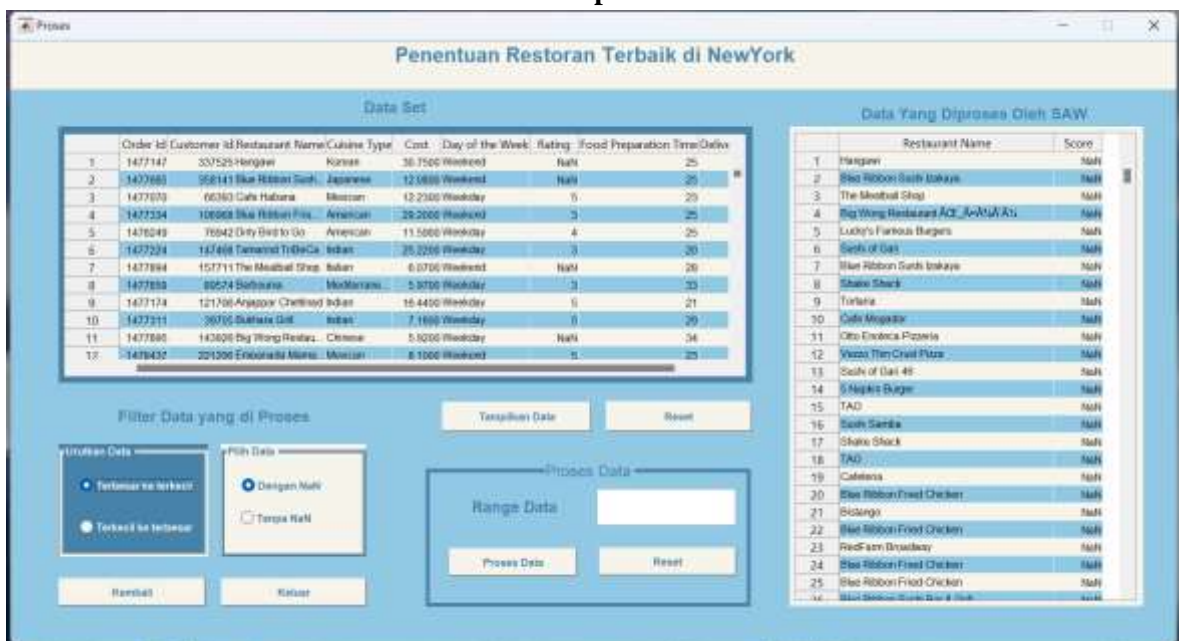 Proses
Penentuan Restoran Terbaik di NewYork
Data Set
Order Id Customer Id Restaurant Name Cuisine Type Cost Day of the Week Rating Food Preparation Time Delive
1 1477147 337525 Hangawi Korean 30.7500 Weekend NaN 25
2 1477685 358141 Blue Ribbon Sushi... Japanese 12.0800 Weekend NaN 25
3 1477070 66393 Cafe Habana Mexican 12.2300 Weekday 5 23
4 1477334 106968 Blue Ribbon Frie... American 29.2000 Weekend 3 25
5 1478249 76942 Dirty Bird to Go American 11.5900 Weekday 4 25
6 1477224 147468 Tamarind TriBeCa Indian 25.2200 Weekday 3 20
7 1477894 157711 The Meatball Shop Italian 6.0700 Weekend NaN 28
8 1477859 89574 Barbounia Mediterrane... 5.9700 Weekday 3 33
9 1477174 121706 Anjappar Chettinad Indian 16.4400 Weekday 5 21
10 1477311 39705 Bukhara Grill Indian 7.1800 Weekday 29
11 1477895 143926 Big Wong Restau... Chinese 5.9200 Weekday NaN 34
12 1478437 221206 Empanada Mama Mexican 8.1000 Weekend 5 23
Filter Data yang di Proses
Urutkan Data
Terbesar ke terkecil
Terkecil ke terbesar
Pilih Data
Dengan NaN
Tanpa NaN
Kembali
Keluar
Tampilkan Data
Reset
Proses Data
Range Data
Proses Data
Reset
Data Yang Diproses Oleh SAW
Restaurant Name Score
1 Hangawi NaN
2 Blue Ribbon Sushi Izakaya NaN
3 The Meatball Shop NaN
4 Big Wong Restaurant NaN
5 Lucky's Famous Burgers NaN
6 Sushi of Gari NaN
7 Blue Ribbon Sushi Izakaya NaN
8 Shake Shack NaN
9 Tortaria NaN
10 Cafe Mogador NaN
11 Otto Enoteca Pizzeria NaN
12 Vezzo Thin Crust Pizza NaN
13 Sushi of Gari 46 NaN
14 5 Napkin Burger NaN
15 TAO NaN
16 Sushi Samba NaN
17 Shake Shack NaN
18 TAO NaN
19 Cafeteria NaN
20 Blue Ribbon Fried Chicken NaN
21 Bistango NaN
22 Blue Ribbon Fried Chicken NaN
23 RedFarm Broadway NaN
24 Blue Ribbon Fried Chicken NaN
25 Blue Ribbon Fried Chicken NaN